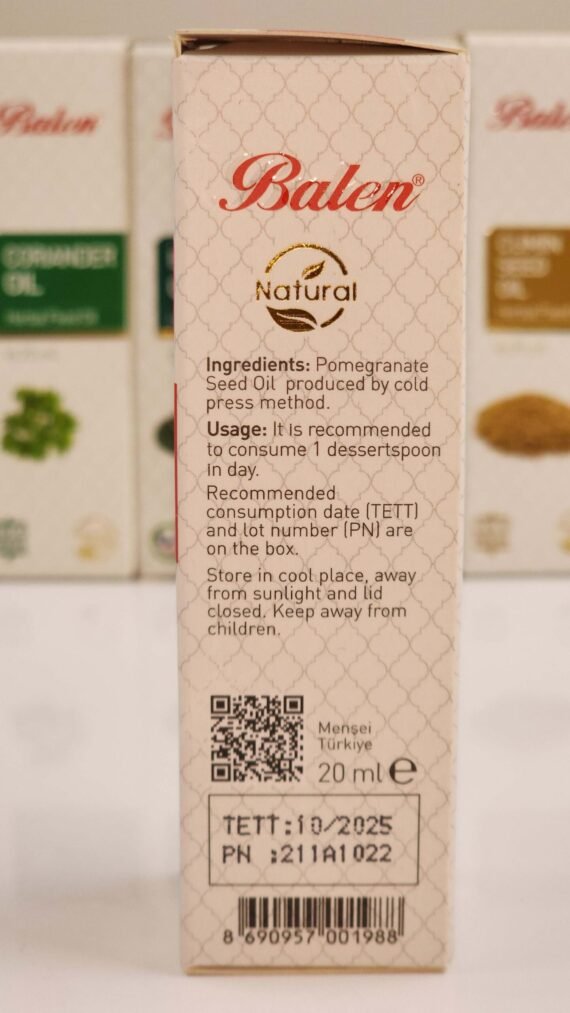 Balen®
Natural
Ingredients: Pomegranate
Seed Oil produced by cold
press method.
Usage: It is recommended
to consume 1 dessertspoon
in day.
Recommended
consumption date (TETT)
and lot number (PN) are
on the box.
Store in cool place, away
from sunlight and lid
closed. Keep away from
children.
Menşei
Türkiye
20 ml ℮
TETT:10/2025
PN :211A1022
8 690957 001988
Balen
CORIANDER
OIL
CUMIN
SEED
OIL